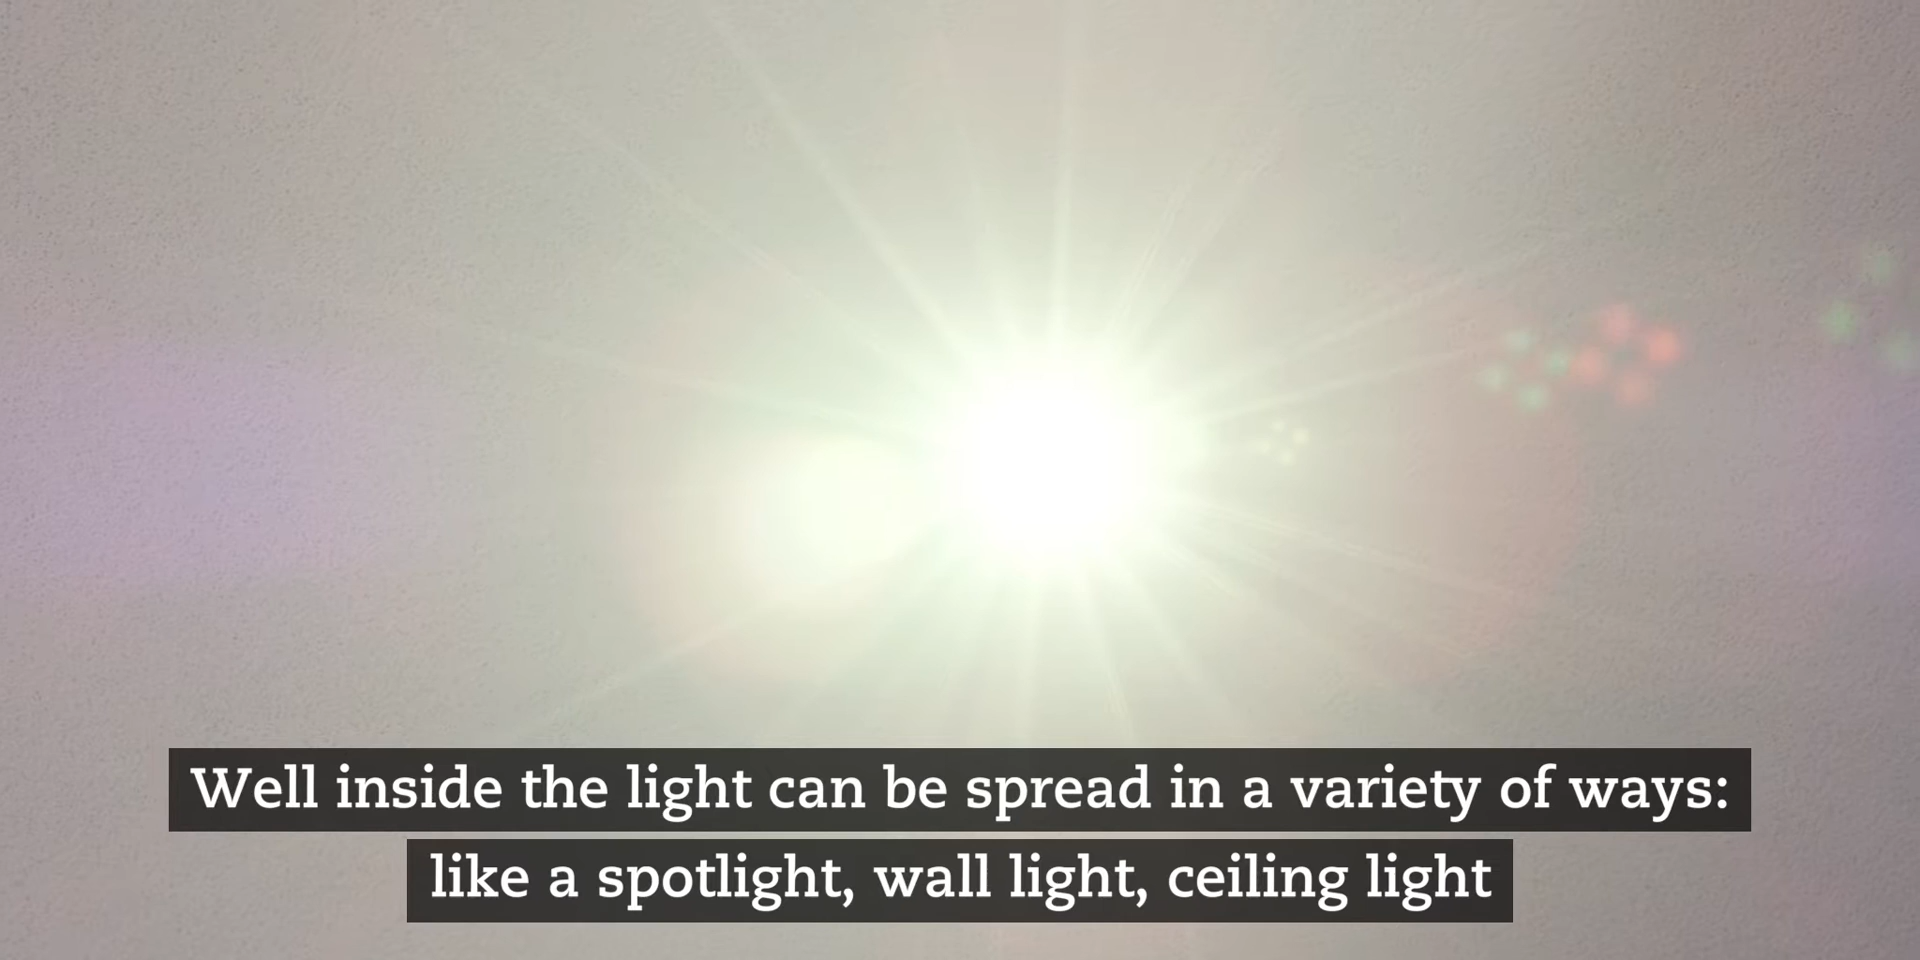 Well inside the light can be spread in a variety of ways:
like a spotlight, wall light, ceiling light